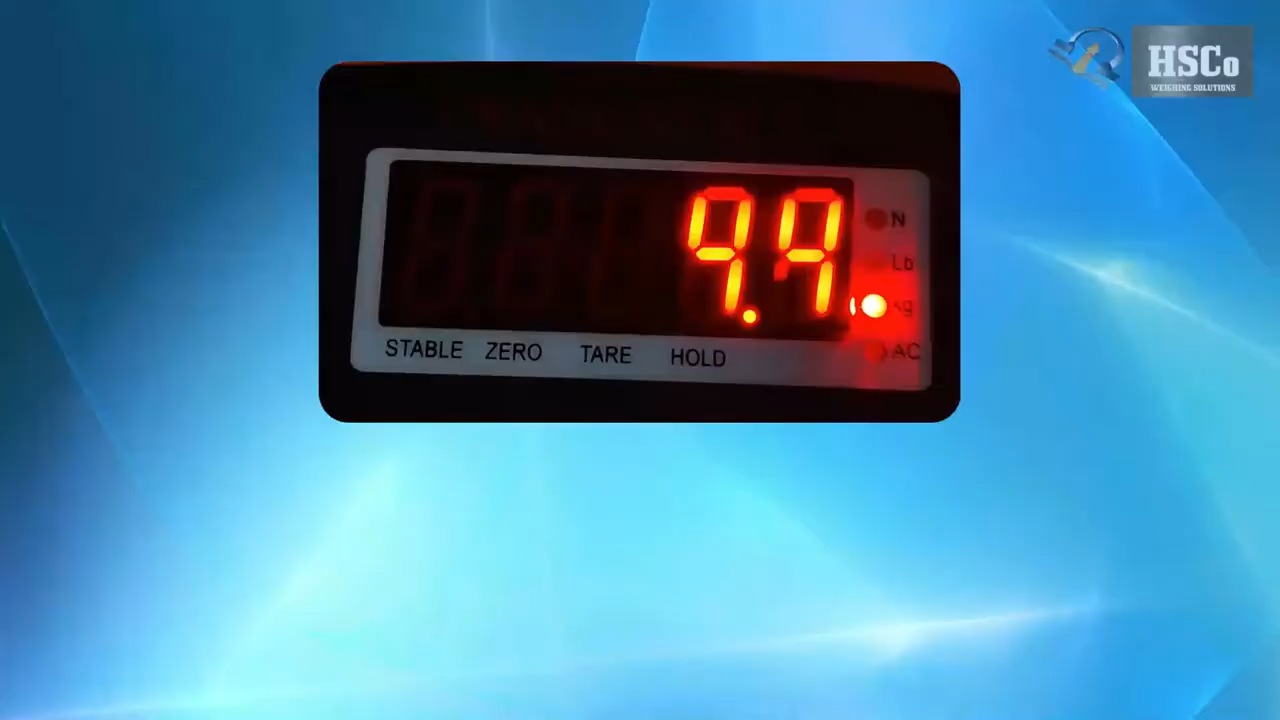 HSCo
WEIGHING SOLUTIONS
9.9
N
Lb
kg
AC
STABLE ZERO TARE HOLD